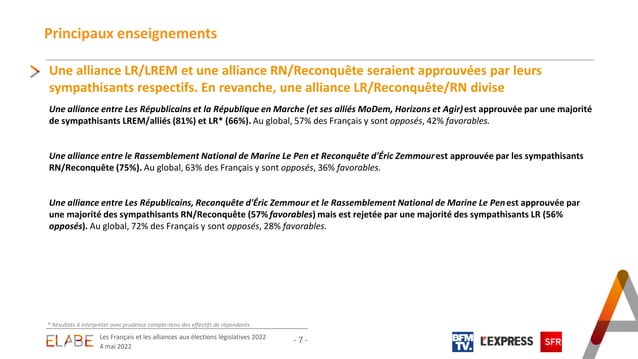 Principaux enseignements
Une alliance LR/LREM et une alliance RN/Reconquête seraient approuvées par leurs
sympathisants respectifs. En revanche, une alliance LR/Reconquête/RN divise
Une alliance entre Les Républicains et la République en Marche (et ses alliés MoDem, Horizons et Agir) est approuvée par une majorité
de sympathisants LREM/alliés (81%) et LR* (66%). Au global, 57% des Français y sont opposés, 42% favorables.
Une alliance entre le Rassemblement National de Marine Le Pen et Reconquête d'Éric Zemmour est approuvée par les sympathisants
RN/Reconquête (75%). Au global, 63% des Français y sont opposés, 36% favorables.
Une alliance entre Les Républicains, Reconquête d'Éric Zemmour et le Rassemblement National de Marine Le Pen est approuvée par
une majorité des sympathisants RN/Reconquête (57% favorables) mais est rejetée par une majorité des sympathisants LR (56%
opposés). Au global, 72% des Français y sont opposés, 28% favorables.
* Résultats à interpréter avec prudence compte-tenu des effectifs de répondants
ELABE
Les Français et les alliances aux élections législatives 2022
4 mai 2022
- 7 -
BFM
TV.
L'EXPRESS
SFR